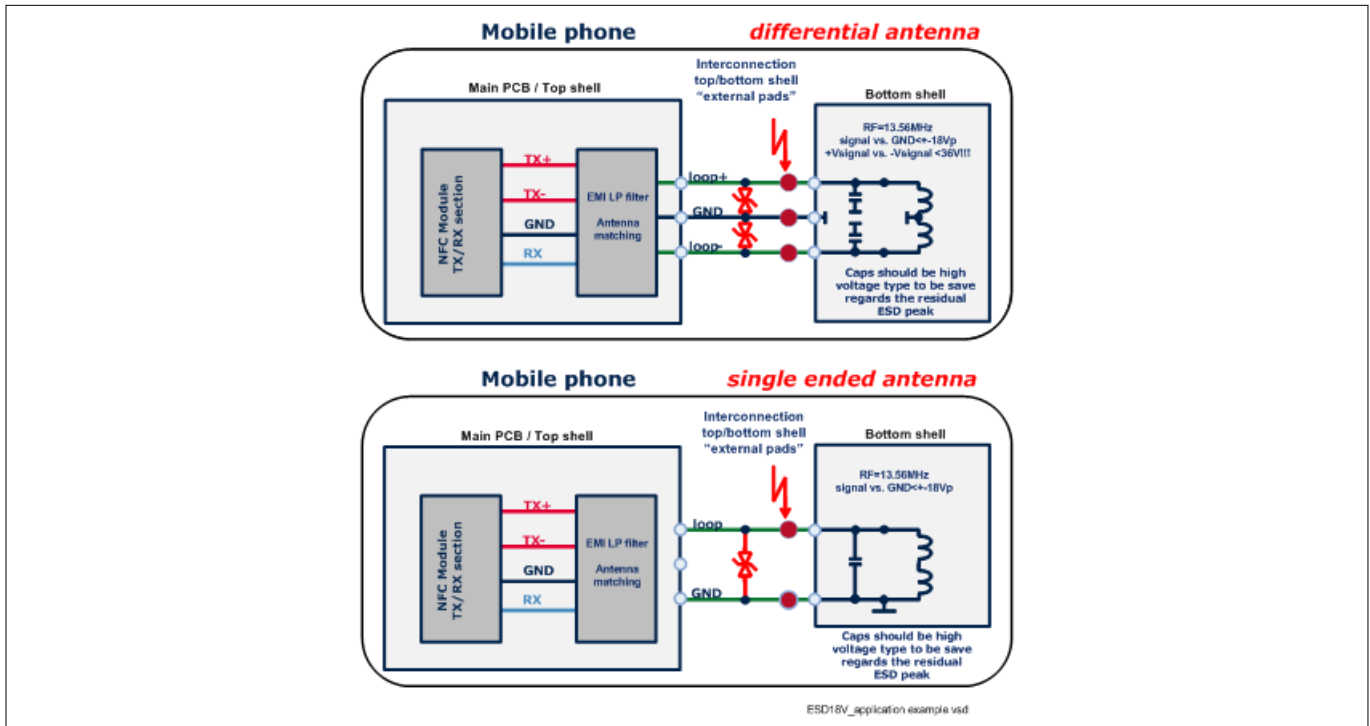 Mobile phone
differential antenna
Interconnection
top/bottom shell
"external pads"
Main PCB / Top shell
Bottom shell
RF=13.56MHz
signal vs. GND<+-18Vp
+Vsignal vs. -Vsignal <36V!!!
NFC Module
TX/RX section
TX+
TX-
GND
RX
EMI LP filter
Antenna
matching
loop+
GND
loop-
Caps should be high
voltage type to be save
regards the residual
ESD peak
Mobile phone
single ended antenna
Interconnection
top/bottom shell
"external pads"
Main PCB / Top shell
Bottom shell
RF=13.56MHz
signal vs. GND<+-18Vp
NFC Module
TX/RX section
TX+
TX-
GND
RX
EMI LP filter
Antenna
matching
loop
GND
Caps should be high
voltage type to be save
regards the residual
ESD peak
ESD18V_application example vsd